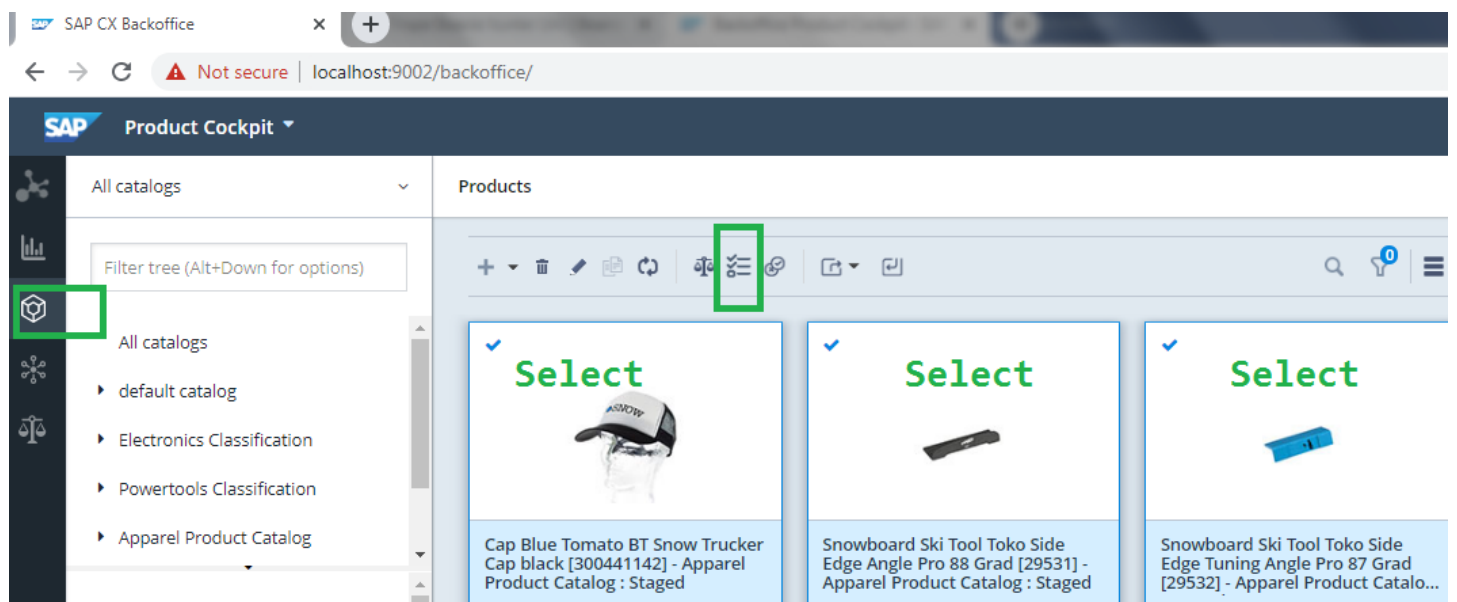 SAP CX Backoffice
Not secure | localhost:9002/backoffice/
SAP Product Cockpit
All catalogs
Products
Filter tree (Alt+Down for options)
0
All catalogs
default catalog
Electronics Classification
Powertools Classification
Apparel Product Catalog
Select
Select
Select
SNOW
Cap Blue Tomato BT Snow Trucker
Cap black [300441142] - Apparel
Product Catalog : Staged
Snowboard Ski Tool Toko Side
Edge Angle Pro 88 Grad [29531] -
Apparel Product Catalog : Staged
Snowboard Ski Tool Toko Side
Edge Tuning Angle Pro 87 Grad
[29532] - Apparel Product Catalo...